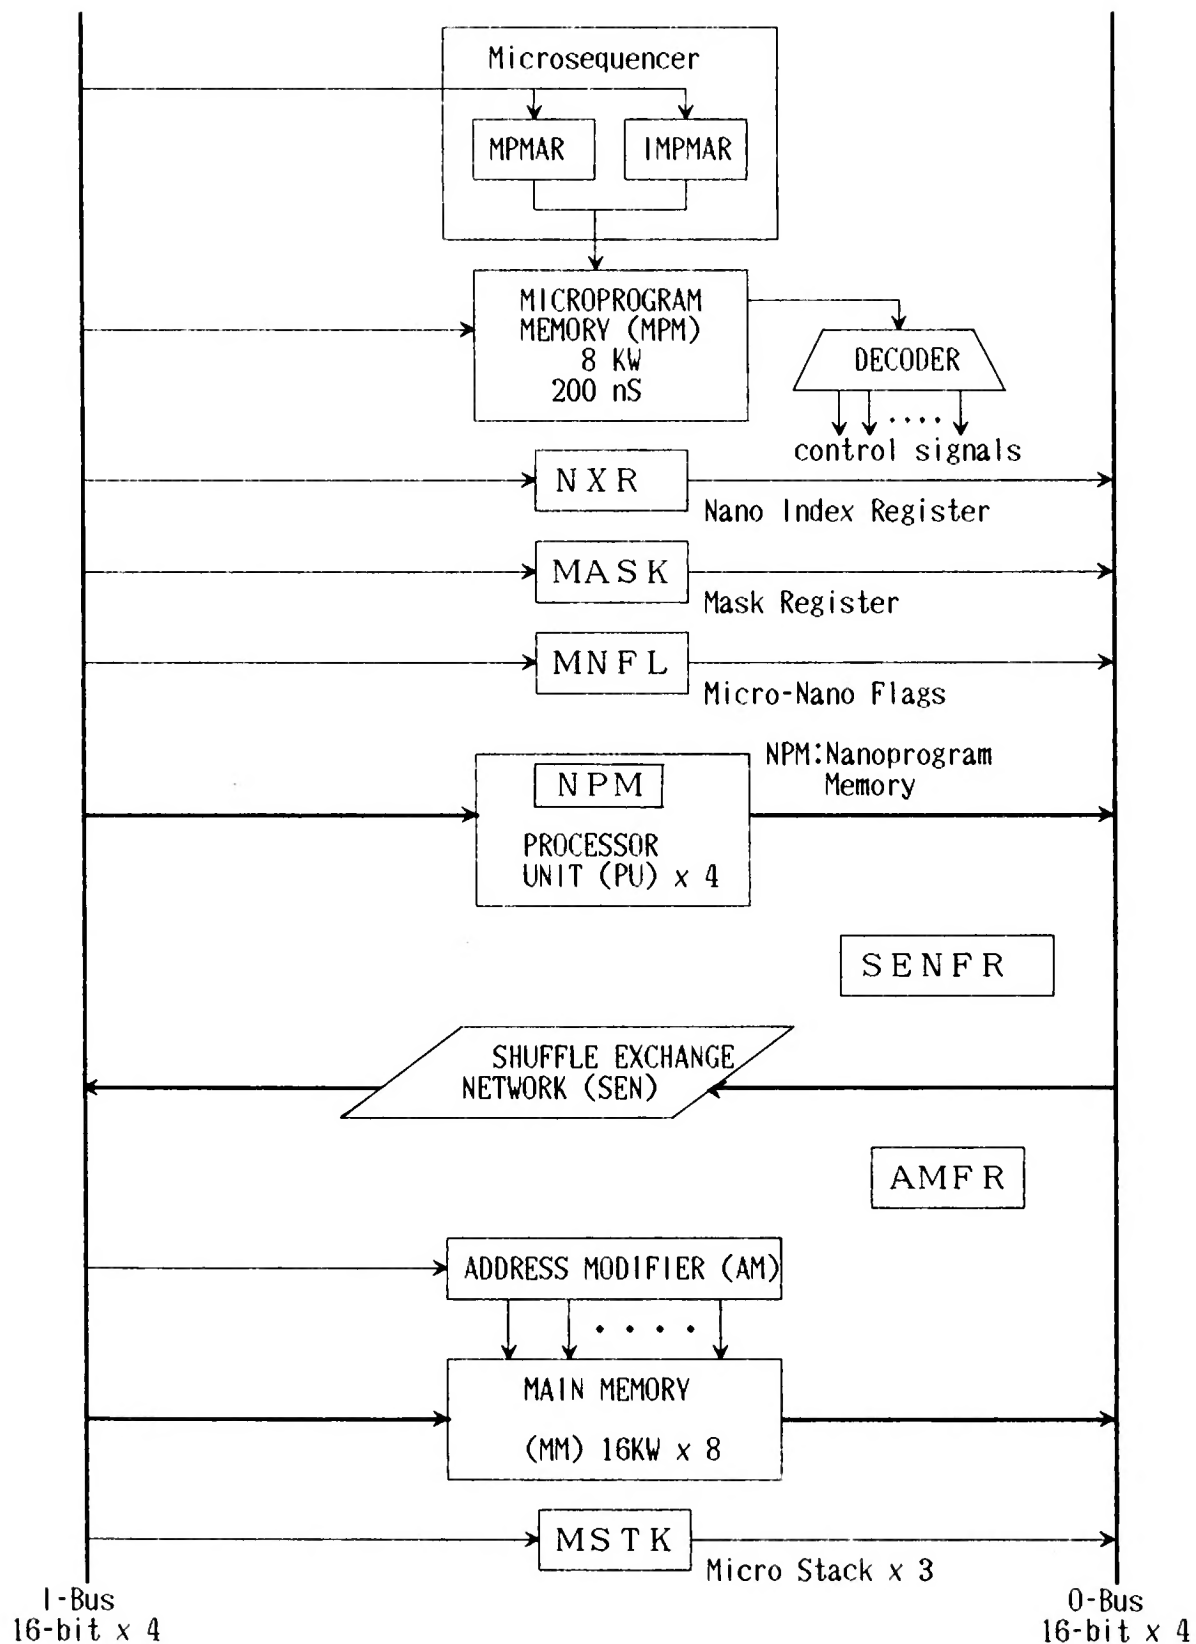 Microsequencer
MPMAR
IMPMAR
MICROPROGRAM
MEMORY (MPM)
8 KW
200 nS
DECODER
control signals
NXR
Nano Index Register
MASK
Mask Register
MNFL
Micro-Nano Flags
NPM:Nanoprogram
Memory
NPM
PROCESSOR
UNIT (PU) x 4
SENFR
SHUFFLE EXCHANGE
NETWORK (SEN)
AMFR
ADDRESS MODIFIER (AM)
MAIN MEMORY
(MM) 16KW x 8
MSTK
Micro Stack x 3
I-Bus
16-bit x 4
O-Bus
16-bit x 4